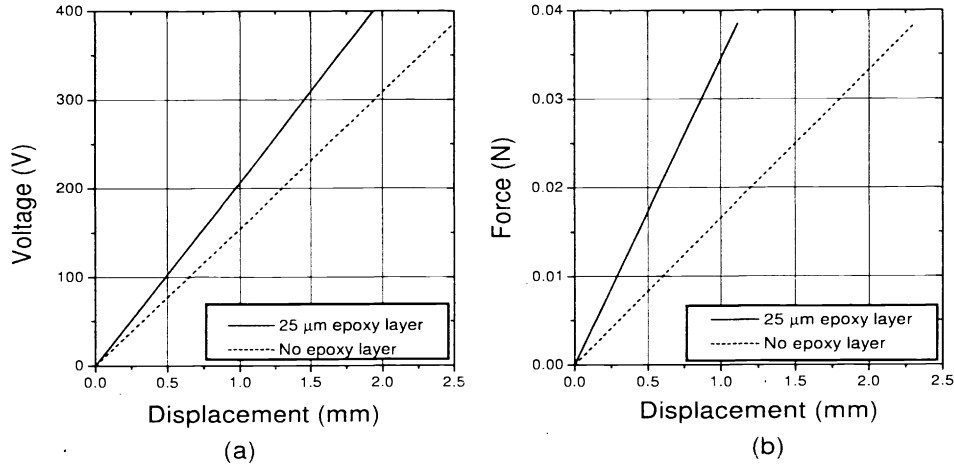 400
300
200
100
0
Voltage (V)
25 μm epoxy layer
No epoxy layer
0.0 0.5 1.0 1.5 2.0 2.5
Displacement (mm)
(a)
0.04
0.03
0.02
0.01
0.00
Force (N)
25 μm epoxy layer
No epoxy layer
0.0 0.5 1.0 1.5 2.0 2.5
Displacement (mm)
(b)